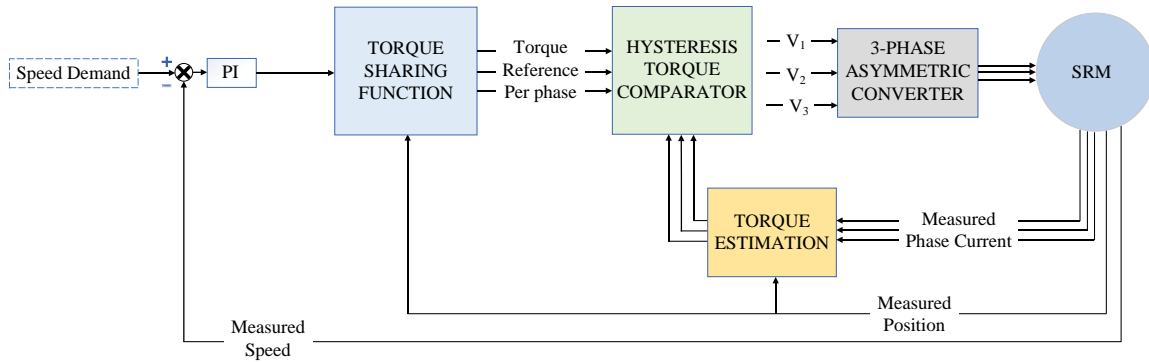 Speed Demand
+
−
PI
TORQUE
SHARING
FUNCTION
Torque
Reference
Per phase
HYSTERESIS
TORQUE
COMPARATOR
V₁
V₂
V₃
3-PHASE
ASYMMETRIC
CONVERTER
SRM
TORQUE
ESTIMATION
Measured
Phase Current
Measured
Position
Measured
Speed